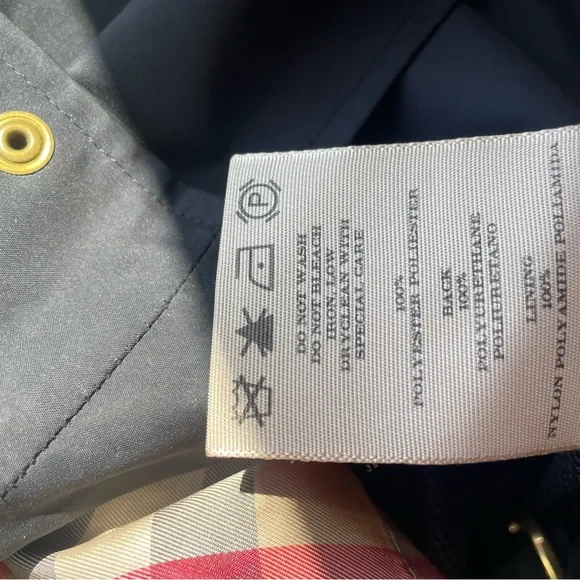 P
DO NOT WASH
DO NOT BLEACH
IRON, LOW
DRYCLEAN WITH
SPECIAL CARE
100%
POLYESTER POLIESTER
BACK
100%
POLYURETHANE
POLIURETANO
LINING
100%
NYLON POLYAMIDE POLIAMIDA